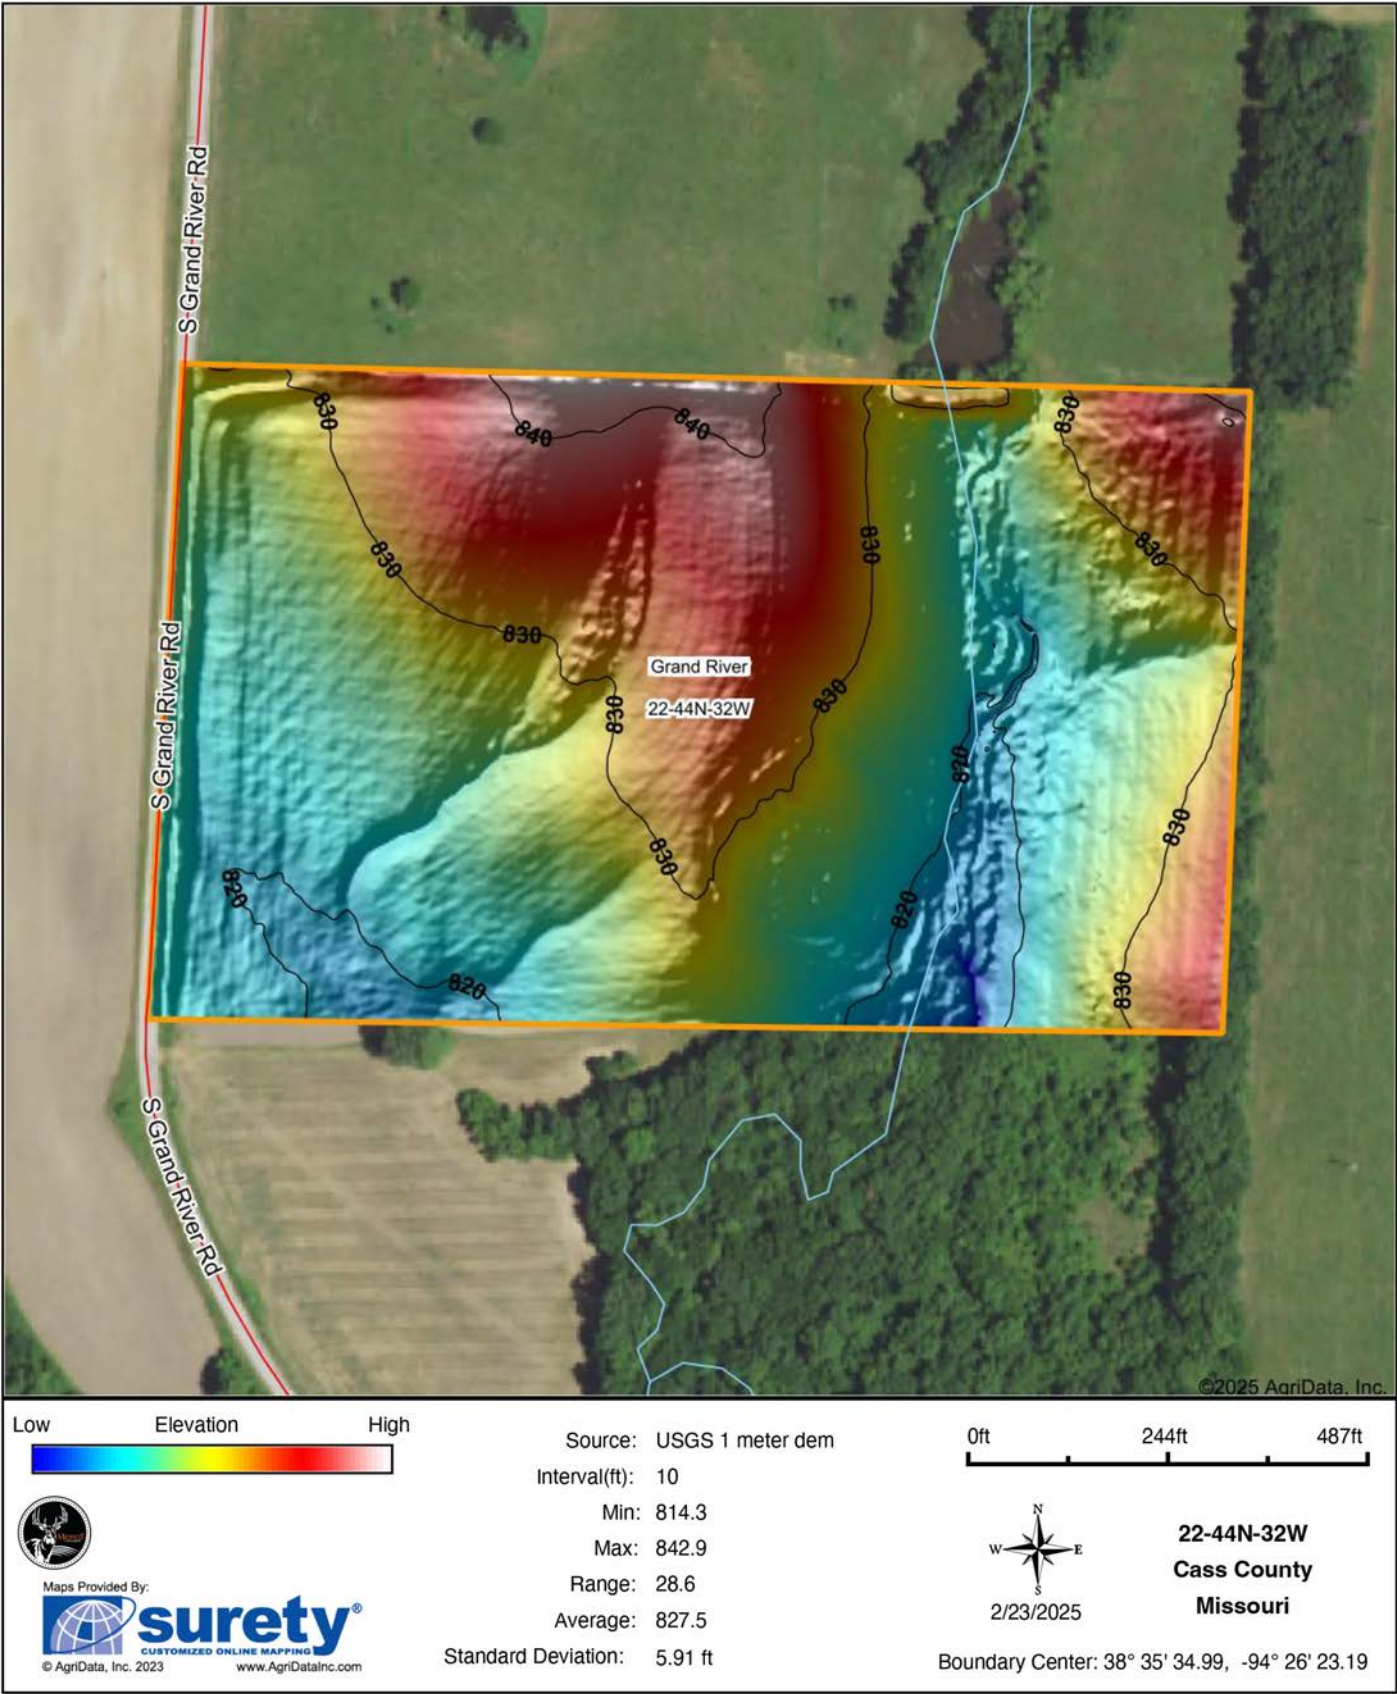 S Grand River Rd
830
840
840
830
830
830
830
830
S Grand River Rd
Grand River
22-44N-32W
830
830
820
830
830
820
820
820
830
S Grand River Rd
©2025 AgriData, Inc.
Low Elevation High
Source: USGS 1 meter dem
Interval(ft): 10
Min: 814.3
Max: 842.9
Range: 28.6
Average: 827.5
Standard Deviation: 5.91 ft
0ft 244ft 487ft
N
W E
S
2/23/2025
22-44N-32W
Cass County
Missouri
Boundary Center: 38° 35' 34.99, -94° 26' 23.19
Maps Provided By:
surety®
CUSTOMIZED ONLINE MAPPING
© AgriData, Inc. 2023 www.AgriDataInc.com